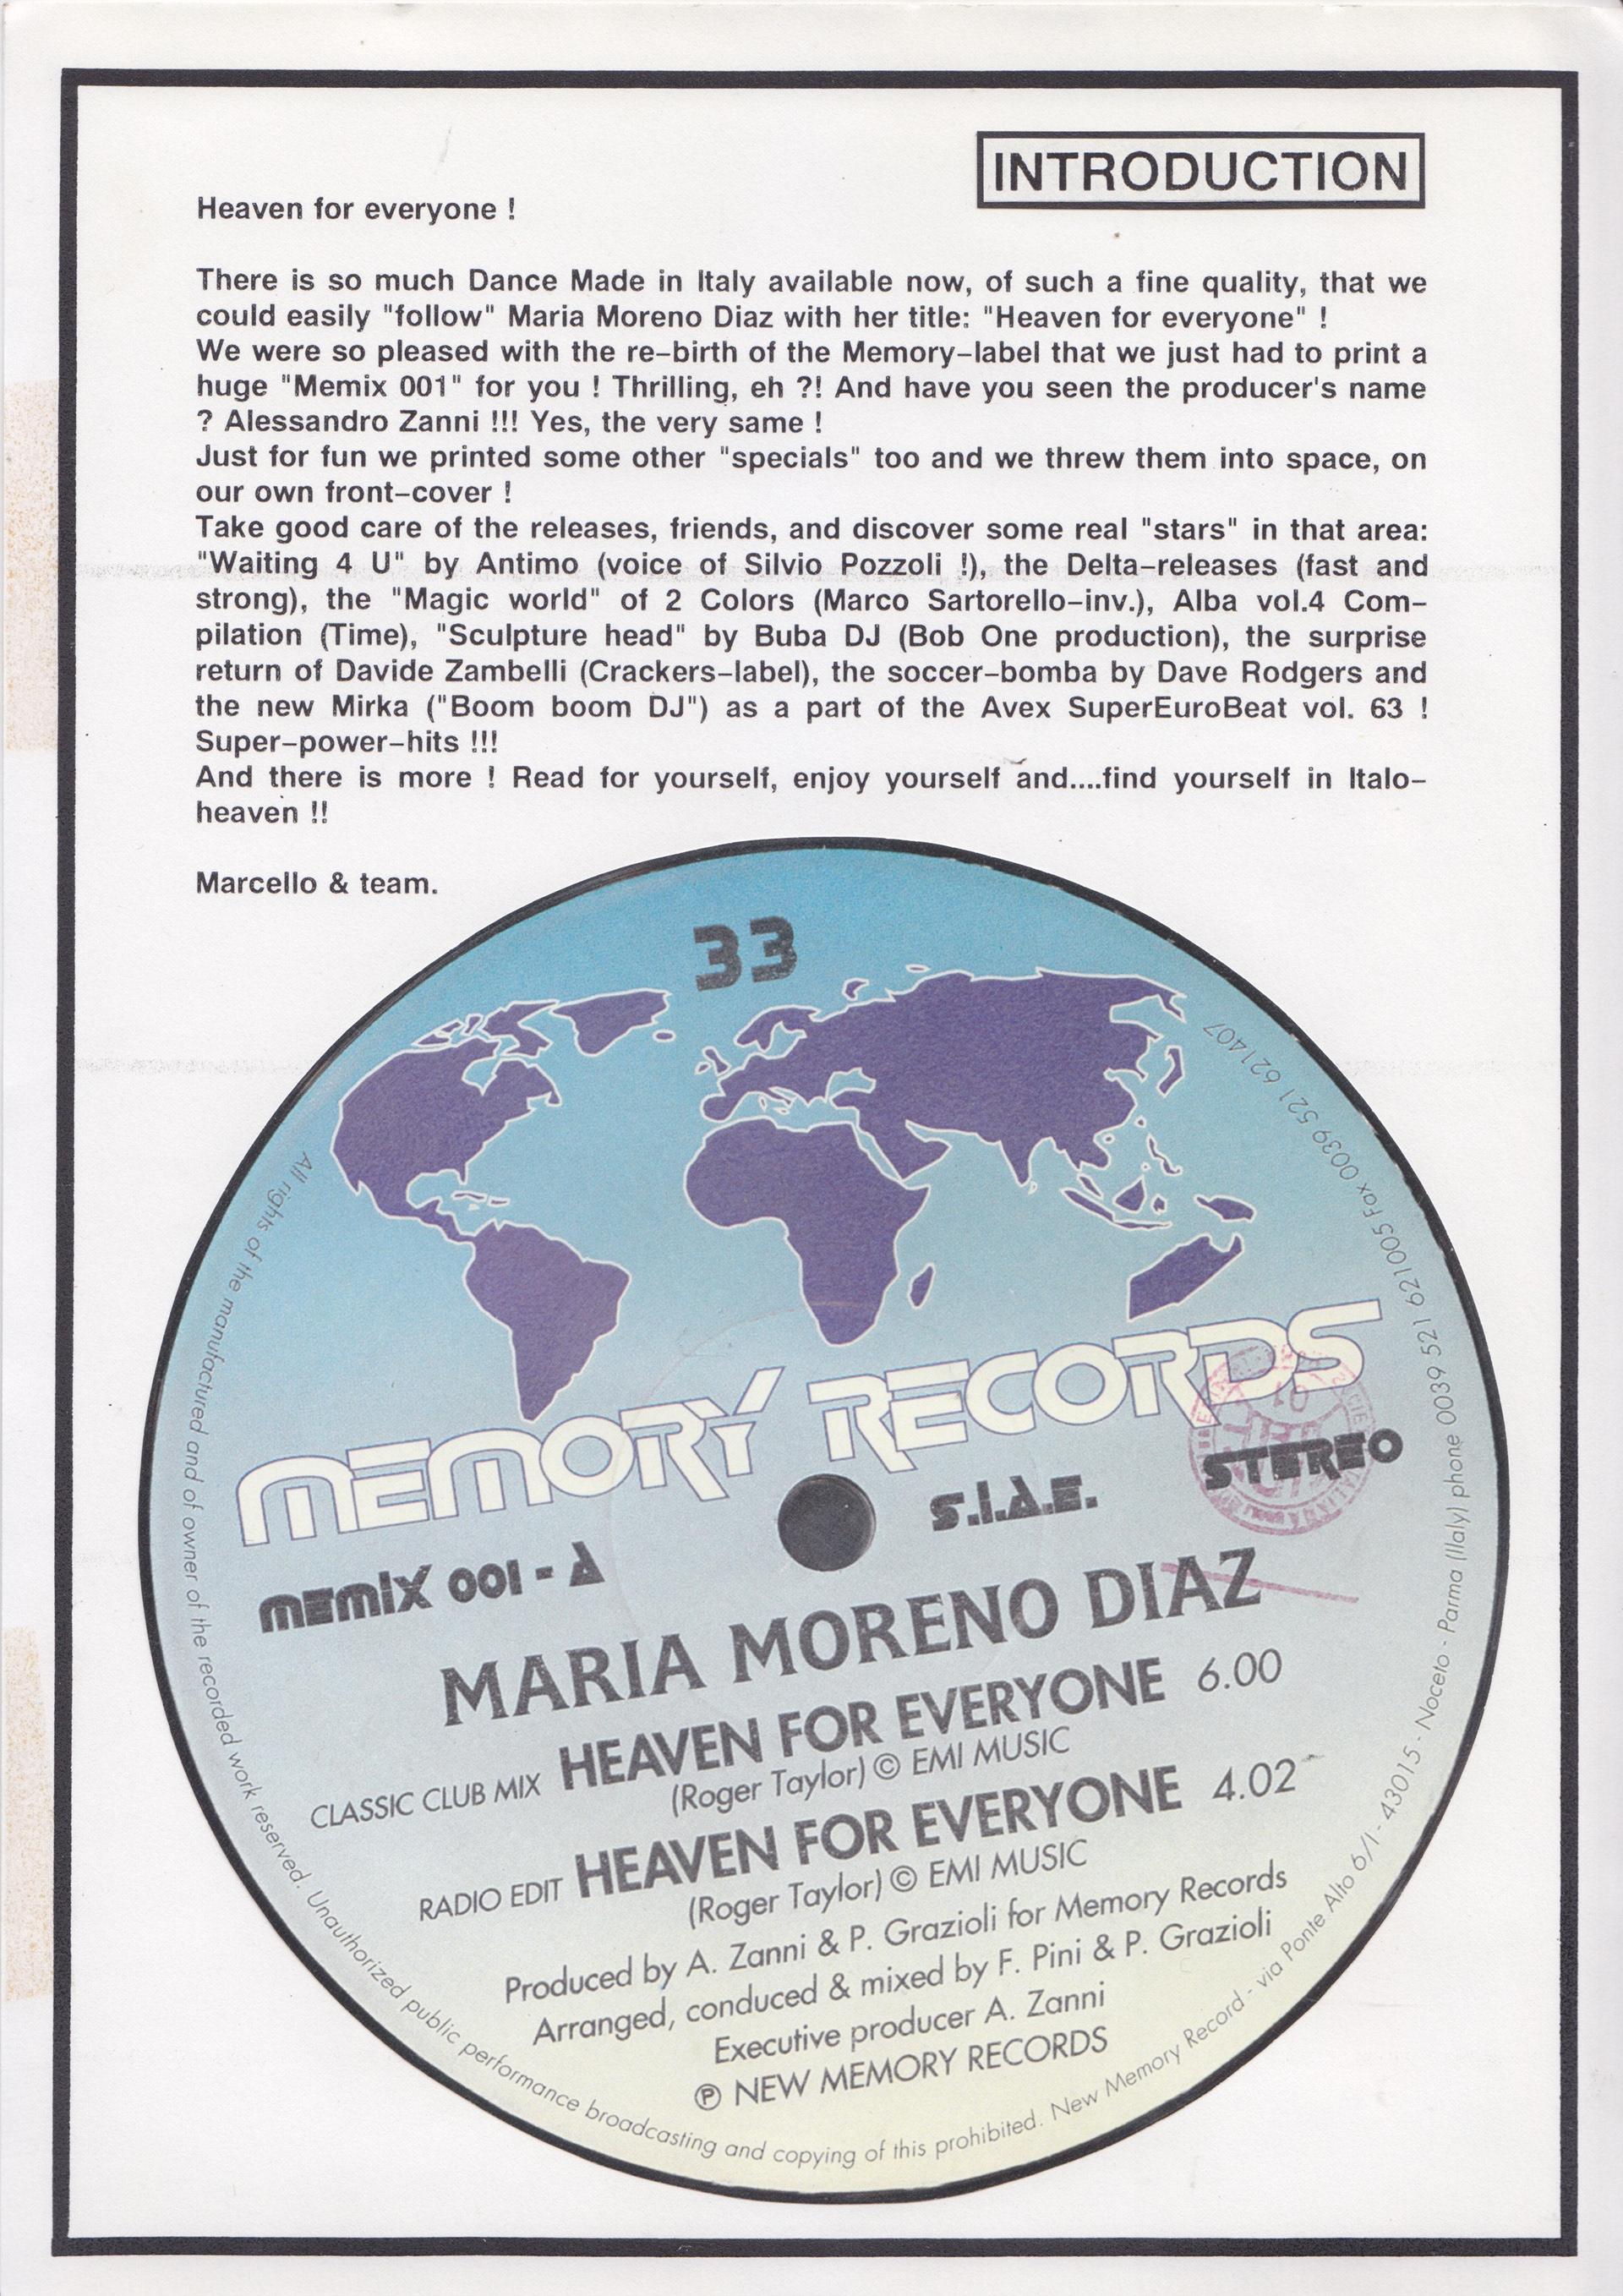 INTRODUCTION
Heaven for everyone !
There is so much Dance Made in Italy available now, of such a fine quality, that we
could easily "follow" Maria Moreno Diaz with her title: "Heaven for everyone" !
We were so pleased with the re-birth of the Memory-label that we just had to print a
huge "Memix 001" for you ! Thrilling, eh ?! And have you seen the producer's name
? Alessandro Zanni !!! Yes, the very same !
Just for fun we printed some other "specials" too and we threw them into space, on
our own front-cover !
Take good care of the releases, friends, and discover some real "stars" in that area:
"Waiting 4 U" by Antimo (voice of Silvio Pozzoli !), the Delta-releases (fast and
strong), the "Magic world" of 2 Colors (Marco Sartorello-inv.), Alba vol.4 Com-
pilation (Time), "Sculpture head" by Buba DJ (Bob One production), the surprise
return of Davide Zambelli (Crackers-label), the soccer-bomba by Dave Rodgers and
the new Mirka ("Boom boom DJ") as a part of the Avex SuperEuroBeat vol. 63 !
Super-power-hits !!!
And there is more ! Read for yourself, enjoy yourself and....find yourself in Italo-
heaven !!
Marcello & team.
33
MEMORY RECORDS
STEREO
S.I.A.E.
MEMIX 001 - A
MARIA MORENO DIAZ
CLASSIC CLUB MIX HEAVEN FOR EVERYONE 6.00
(Roger Taylor) © EMI MUSIC
RADIO EDIT HEAVEN FOR EVERYONE 4.02
(Roger Taylor) © EMI MUSIC
Produced by A. Zanni & P. Grazioli for Memory Records
Arranged, conduced & mixed by F. Pini & P. Grazioli
Executive producer A. Zanni
℗ NEW MEMORY RECORDS
All rights of the manufactured and of owner of the recorded work reserved. Unauthorized public performance broadcasting and copying of this prohibited. New Memory Record - via Ponte Alto 6/I - 43015 - Noceto - Parma (Ilaly) phone 0039 521 621005 Fax 0039 521 621407